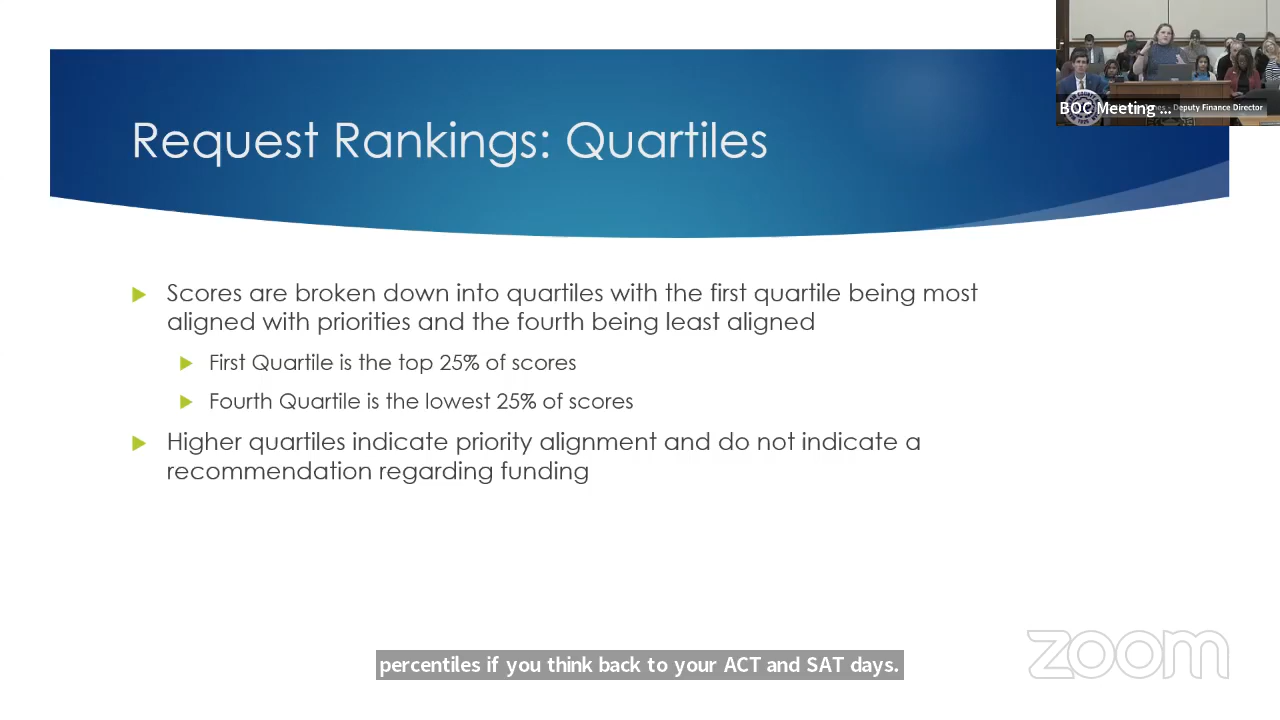 BOC Meeting ...
- Deputy Finance Director
Request Rankings: Quartiles
Scores are broken down into quartiles with the first quartile being most
aligned with priorities and the fourth being least aligned
First Quartile is the top 25% of scores
Fourth Quartile is the lowest 25% of scores
Higher quartiles indicate priority alignment and do not indicate a
recommendation regarding funding
zoom
percentiles if you think back to your ACT and SAT days.